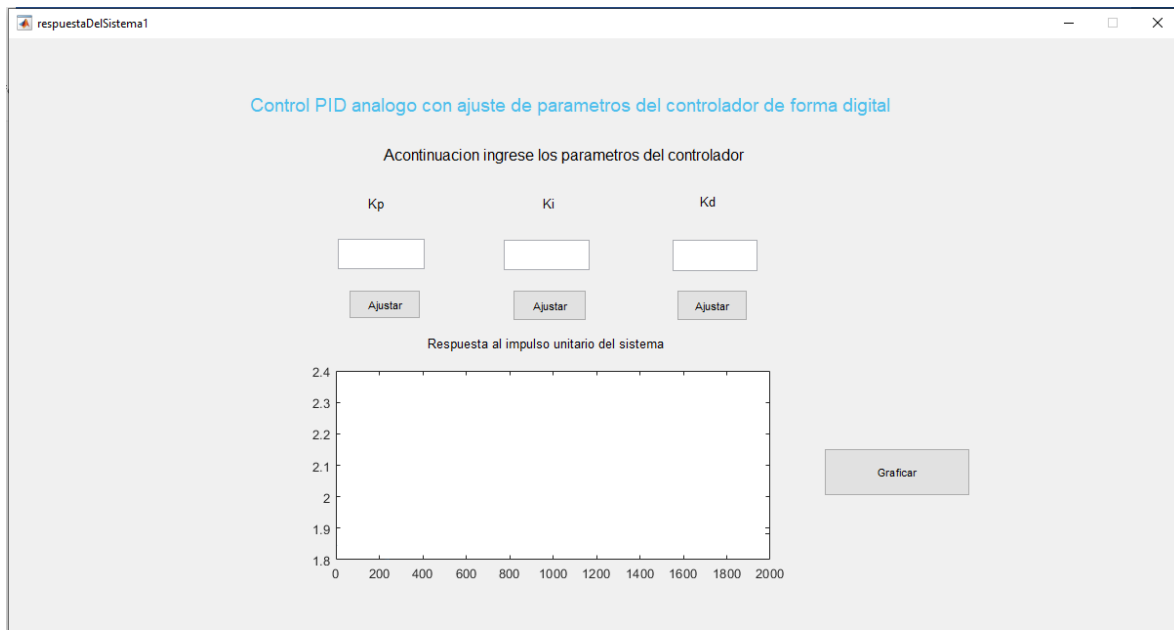 respuestaDelSistema1
Control PID analogo con ajuste de parametros del controlador de forma digital
Acontinuacion ingrese los parametros del controlador
Kp Ki Kd
Ajustar Ajustar Ajustar
Respuesta al impulso unitario del sistema
2.4
2.3
2.2
2.1
2
1.9
1.8
0 200 400 600 800 1000 1200 1400 1600 1800 2000
Graficar